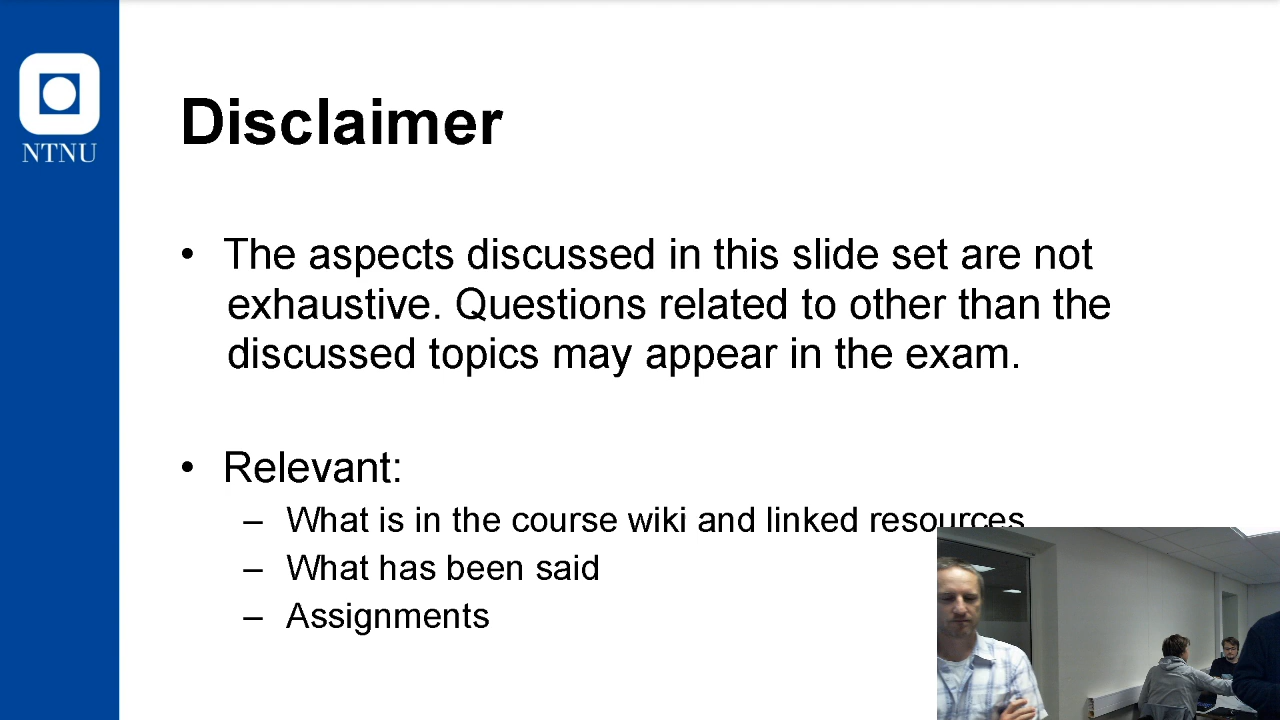 NTNU
Disclaimer
• The aspects discussed in this slide set are not
exhaustive. Questions related to other than the
discussed topics may appear in the exam.
• Relevant:
– What is in the course wiki and linked resources
– What has been said
– Assignments